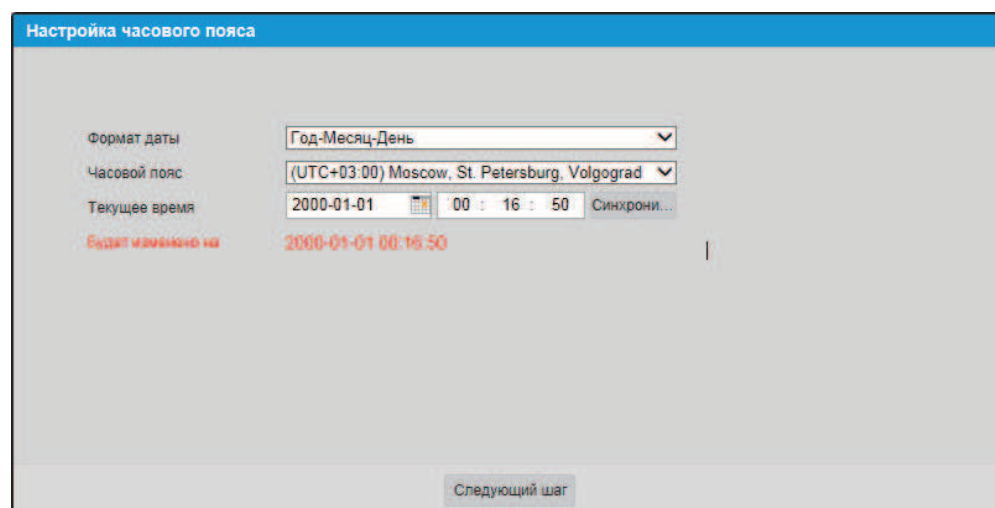 Настройка часового пояса
Формат даты Год-Месяц-День
Часовой пояс (UTC+03:00) Moscow, St. Petersburg, Volgograd
Текущее время 2000-01-01 00 : 16 : 50 Синхрони...
Будет изменено на 2000-01-01 00:16:50
Следующий шаг